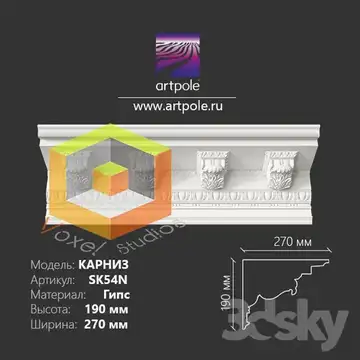 artpole
www.artpole.ru
Voxel Studios
270 мм
190 мм
Модель: КАРНИЗ
Артикул: SK54N
Материал: Гипс
Высота: 190 мм
Ширина: 270 мм
3dsky